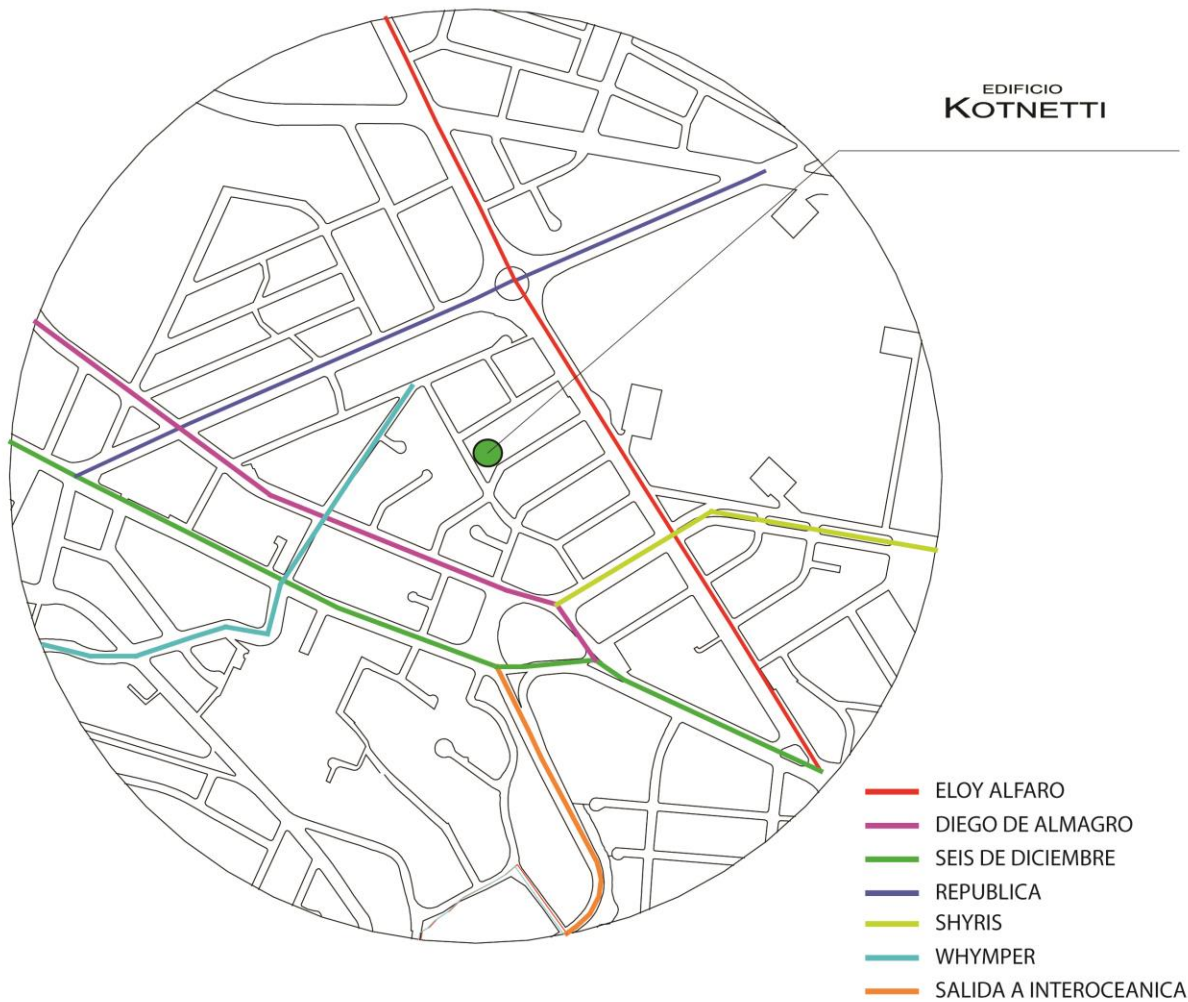 EDIFICIO
KOTNETTI
ELOY ALFARO
DIEGO DE ALMAGRO
SEIS DE DICIEMBRE
REPUBLICA
SHYRIS
WHYMPER
SALIDA A INTEROCEANICA